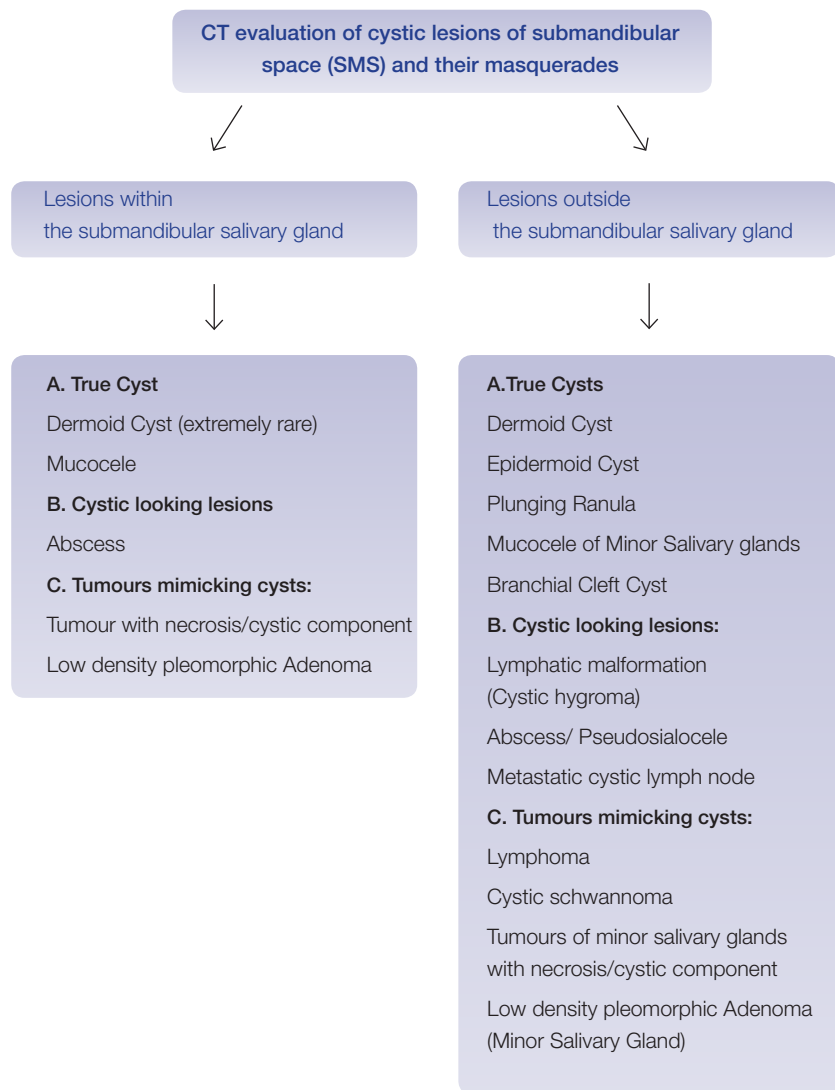 CT evaluation of cystic lesions of submandibular
space (SMS) and their masquerades
Lesions within
the submandibular salivary gland
A. True Cyst
Dermoid Cyst (extremely rare)
Mucocele
B. Cystic looking lesions
Abscess
C. Tumours mimicking cysts:
Tumour with necrosis/cystic component
Low density pleomorphic Adenoma
Lesions outside
the submandibular salivary gland
A.True Cysts
Dermoid Cyst
Epidermoid Cyst
Plunging Ranula
Mucocele of Minor Salivary glands
Branchial Cleft Cyst
B. Cystic looking lesions:
Lymphatic malformation
(Cystic hygroma)
Abscess/ Pseudosialocele
Metastatic cystic lymph node
C. Tumours mimicking cysts:
Lymphoma
Cystic schwannoma
Tumours of minor salivary glands
with necrosis/cystic component
Low density pleomorphic Adenoma
(Minor Salivary Gland)